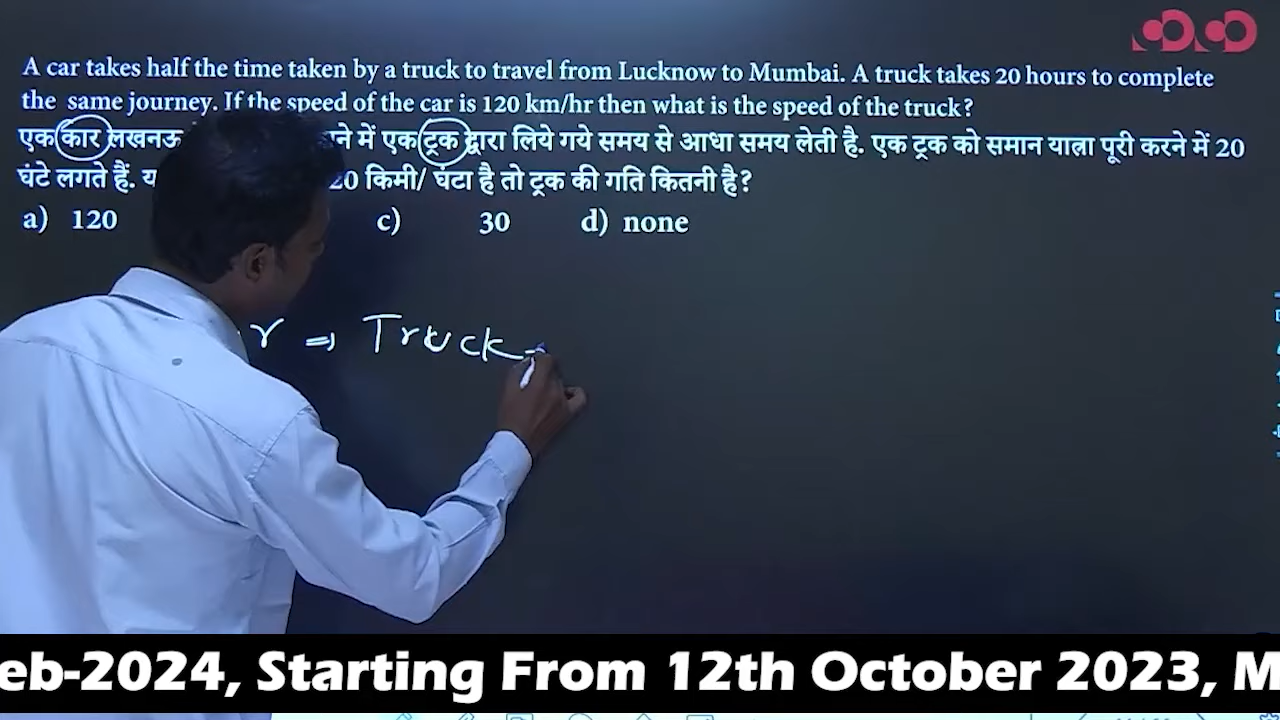 A car takes half the time taken by a truck to travel from Lucknow to Mumbai. A truck takes 20 hours to complete
the same journey. If the speed of the car is 120 km/hr then what is the speed of the truck?
एक कार लखनऊ में एक ट्रक द्वारा लिये गये समय से आधा समय लेती है. एक ट्रक को समान यात्रा पूरी करने में 20
घंटे लगते हैं. 20 किमी/ घंटा है तो ट्रक की गति कितनी है?
a) 120 c) 30 d) none
r ⇒ Truck
eb-2024, Starting From 12th October 2023, M